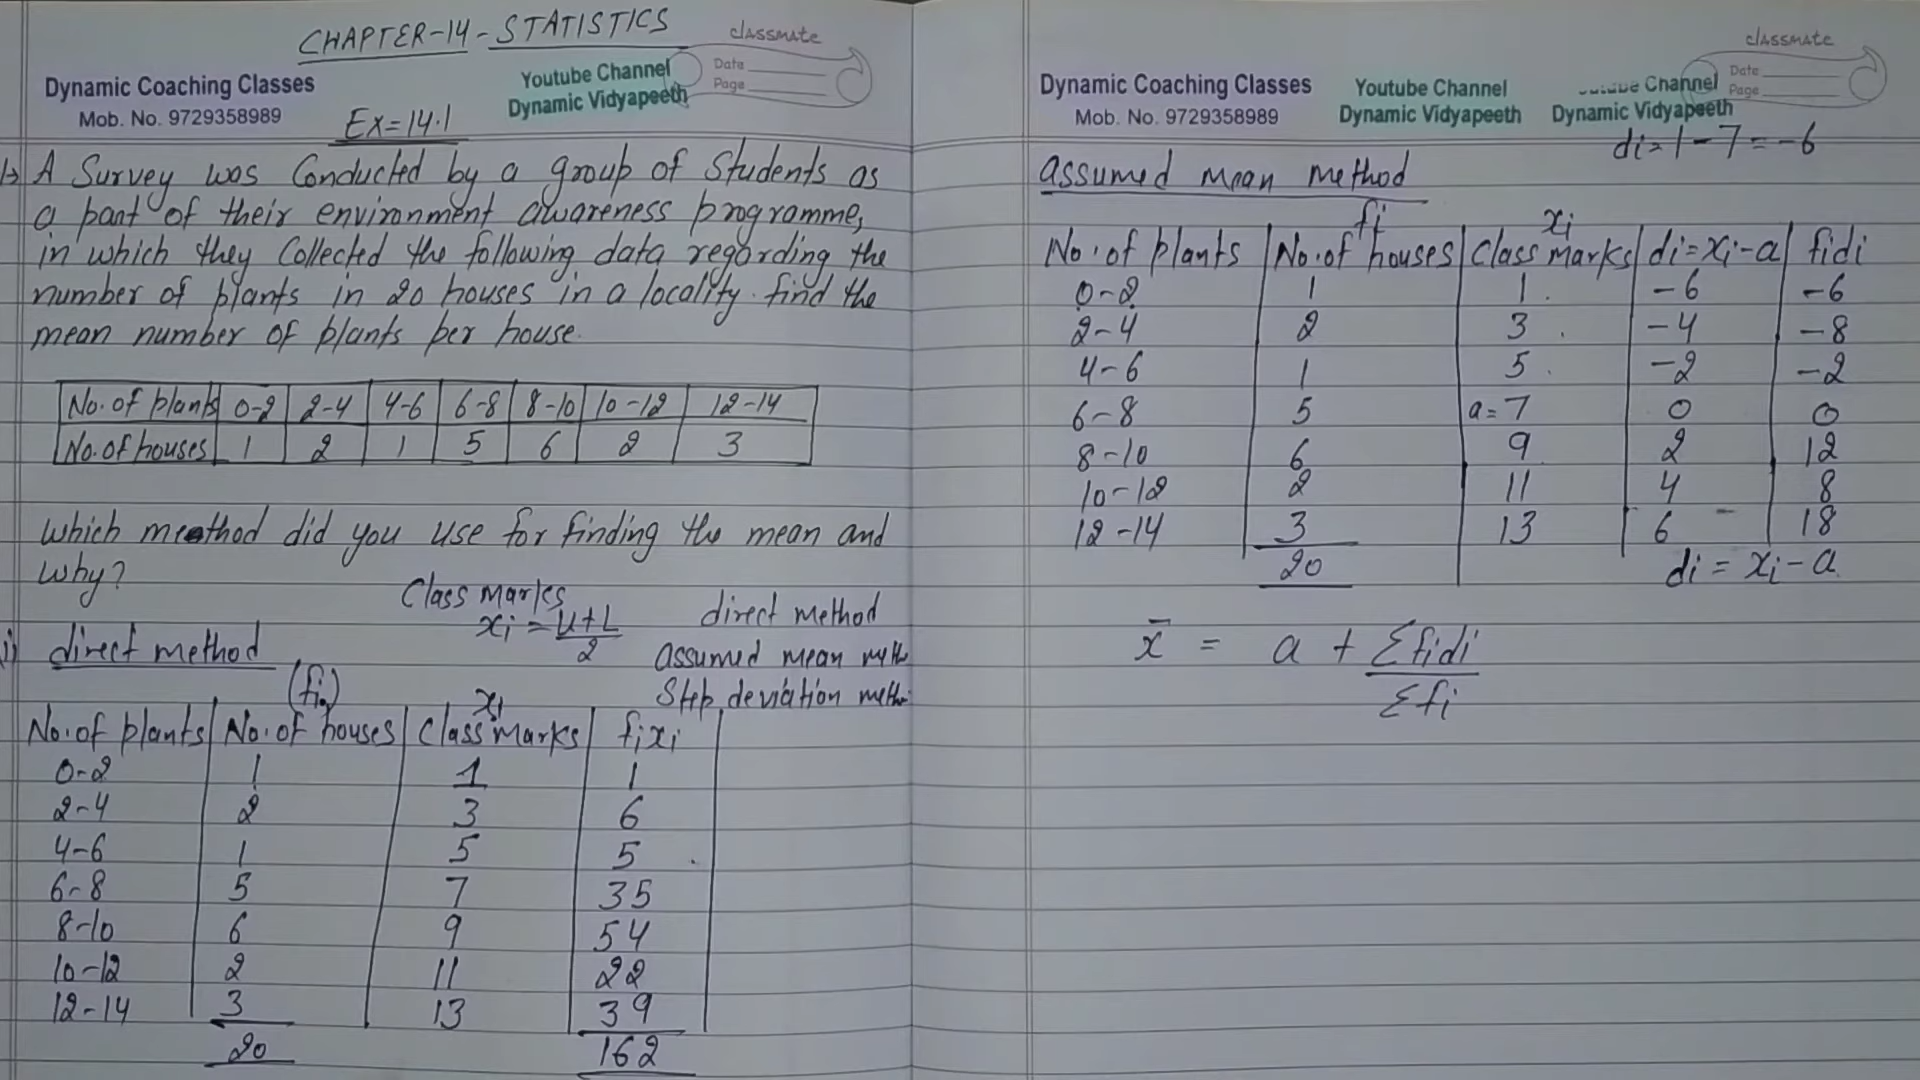 CHAPTER-14-STATISTICS
classmate
Date
Page
Dynamic Coaching Classes
Mob. No. 9729358989
Youtube Channel
Dynamic Vidyapeeth
Ex=14.1
1→ A Survey was Conducted by a group of Students as
a part of their environment awareness programme,
in which they Collected the following data regarding the
number of plants in 20 houses in a locality. find the
mean number of plants per house.
No. of plants 0-2 2-4 4-6 6-8 8-10 10-12 12-14
No. of houses 1 2 1 5 6 2 3
which method did you use for finding the mean and
why?
Class marks
xi = U+L
2
direct method
assumed mean
Step deviation
i) direct method
(fi) xi
No. of plants No. of houses Class marks fixi
0-2 1 1 1
2-4 2 3 6
4-6 1 5 5
6-8 5 7 35
8-10 6 9 54
10-12 2 11 22
12-14 3 13 39
20 162
classmate
Date
Page
Dynamic Coaching Classes
Mob. No. 9729358989
Youtube Channel
Dynamic Vidyapeeth
Channel
Dynamic Vidyapeeth
di=1-7=-6
assumed mean method
fi xi
No. of plants No. of houses Class marks di=xi-a fidi
0-2 1 1 -6 -6
2-4 2 3 -4 -8
4-6 1 5 -2 -2
6-8 5 a=7 0 0
8-10 6 9 2 12
10-12 2 11 4 8
12-14 3 13 6 18
20
di = xi-a
x̄ = a + Σfidi
Σfi